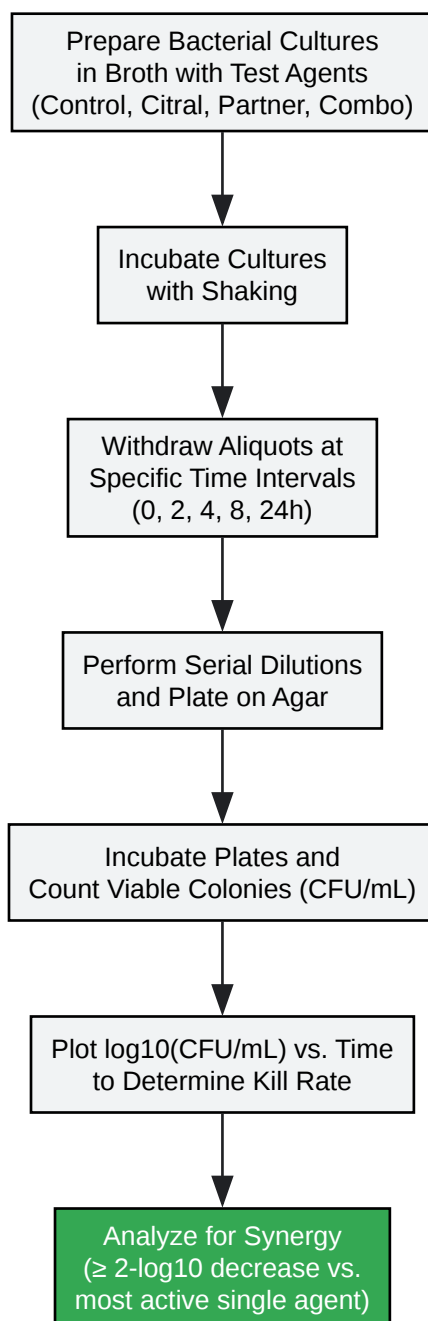 Prepare Bacterial Cultures
in Broth with Test Agents
(Control, Citral, Partner, Combo)
Incubate Cultures
with Shaking
Withdraw Aliquots at
Specific Time Intervals
(0, 2, 4, 8, 24h)
Perform Serial Dilutions
and Plate on Agar
Incubate Plates and
Count Viable Colonies (CFU/mL)
Plot log10(CFU/mL) vs. Time
to Determine Kill Rate
Analyze for Synergy
(≥ 2-log10 decrease vs.
most active single agent)